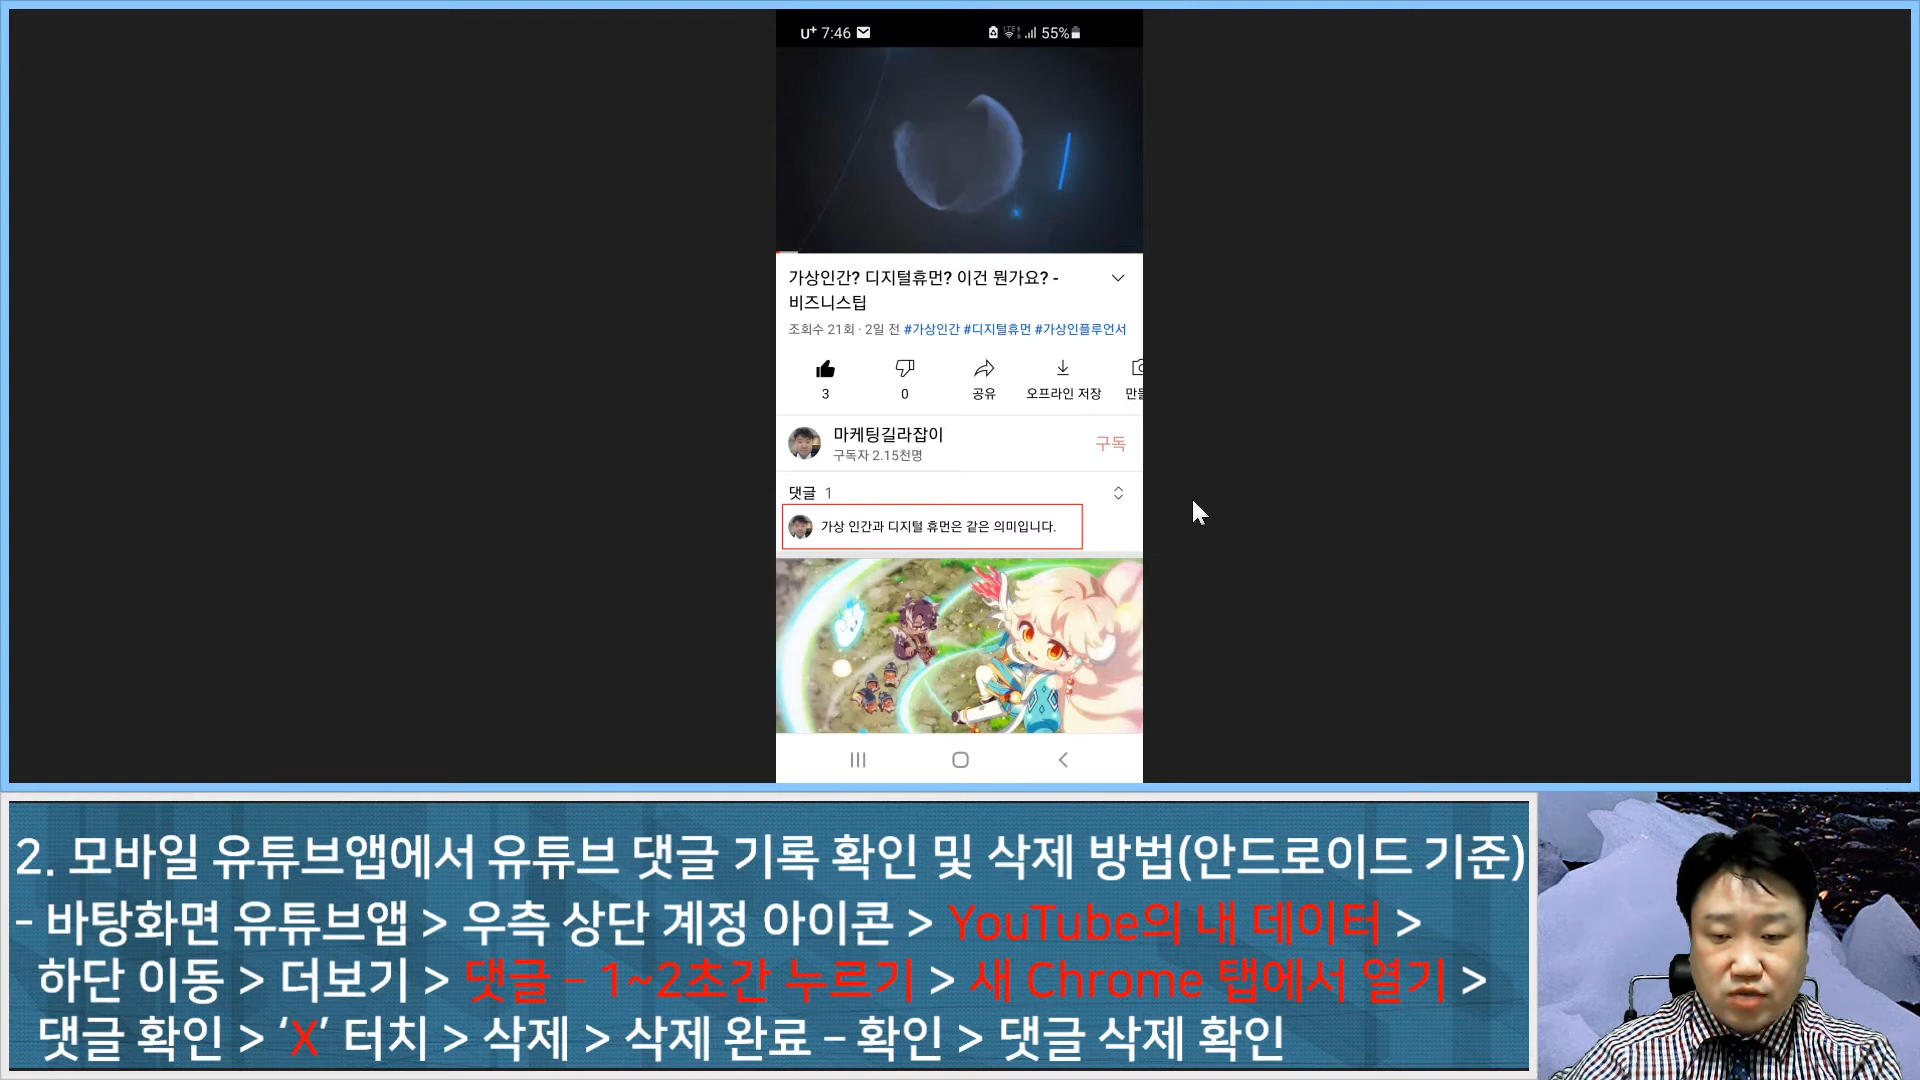 U⁺ 7:46
LTE 55%
가상인간? 디지털휴먼? 이건 뭔가요? -
비즈니스팁
조회수 21회 · 2일 전 #가상인간 #디지털휴먼 #가상인플루언서
3
0
공유
오프라인 저장
마케팅길라잡이
구독자 2.15천명
구독
댓글 1
가상 인간과 디지털 휴먼은 같은 의미입니다.
2. 모바일 유튜브앱에서 유튜브 댓글 기록 확인 및 삭제 방법(안드로이드 기준)
- 바탕화면 유튜브앱 > 우측 상단 계정 아이콘 > YouTube의 내 데이터 >
하단 이동 > 더보기 > 댓글 - 1~2초간 누르기 > 새 Chrome 탭에서 열기 >
댓글 확인 > ‘X’ 터치 > 삭제 > 삭제 완료 - 확인 > 댓글 삭제 확인